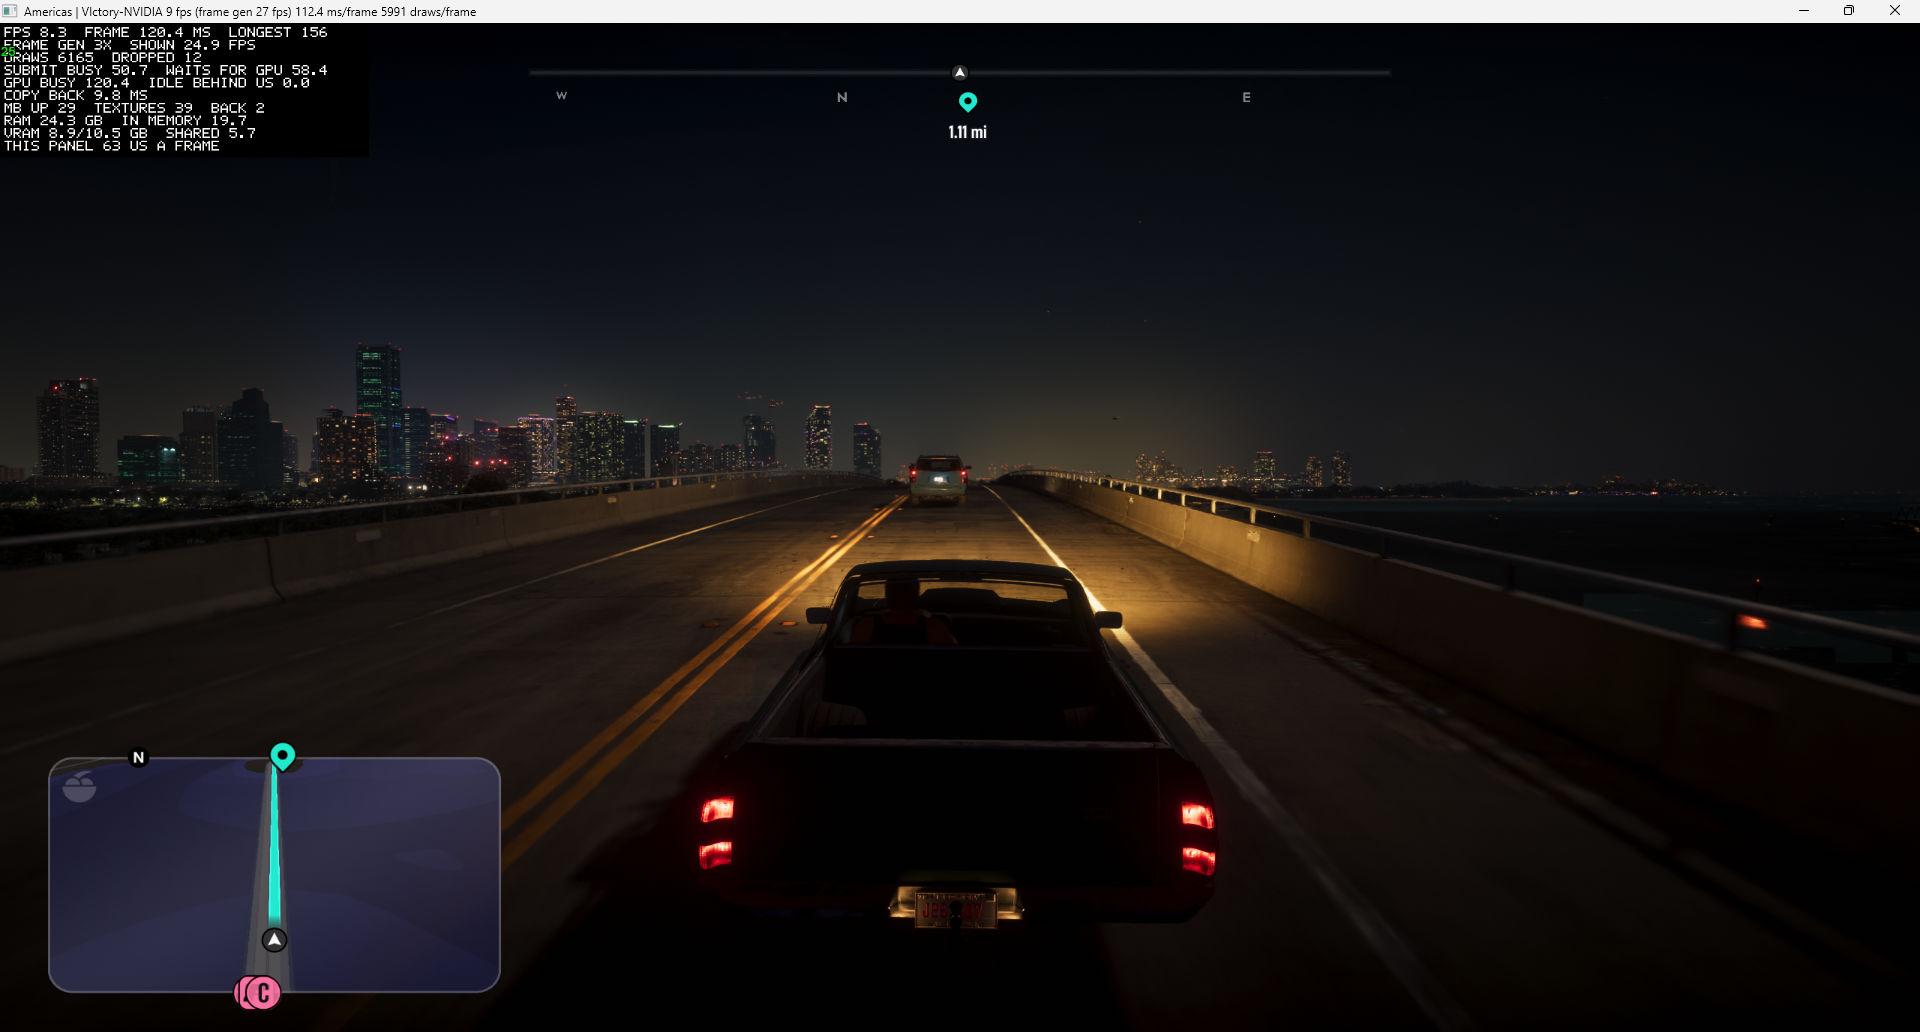 Americas | VIctory-NVIDIA 9 fps (frame gen 27 fps) 112.4 ms/frame 5991 draws/frame
FPS 8.3 FRAME 120.4 MS LONGEST 156
FRAME GEN 3X SHOWN 24.9 FPS
25
DRAWS 6165 DROPPED 12
SUBMIT BUSY 50.7 WAITS FOR GPU 58.4
GPU BUSY 120.4 IDLE BEHIND US 0.0
COPY BACK 9.8 MS
MB UP 29 TEXTURES 39 BACK 2
RAM 24.3 GB IN MEMORY 19.7
VRAM 8.9/10.5 GB SHARED 5.7
THIS PANEL 63 US A FRAME
W N E
1.11 mi
N
C